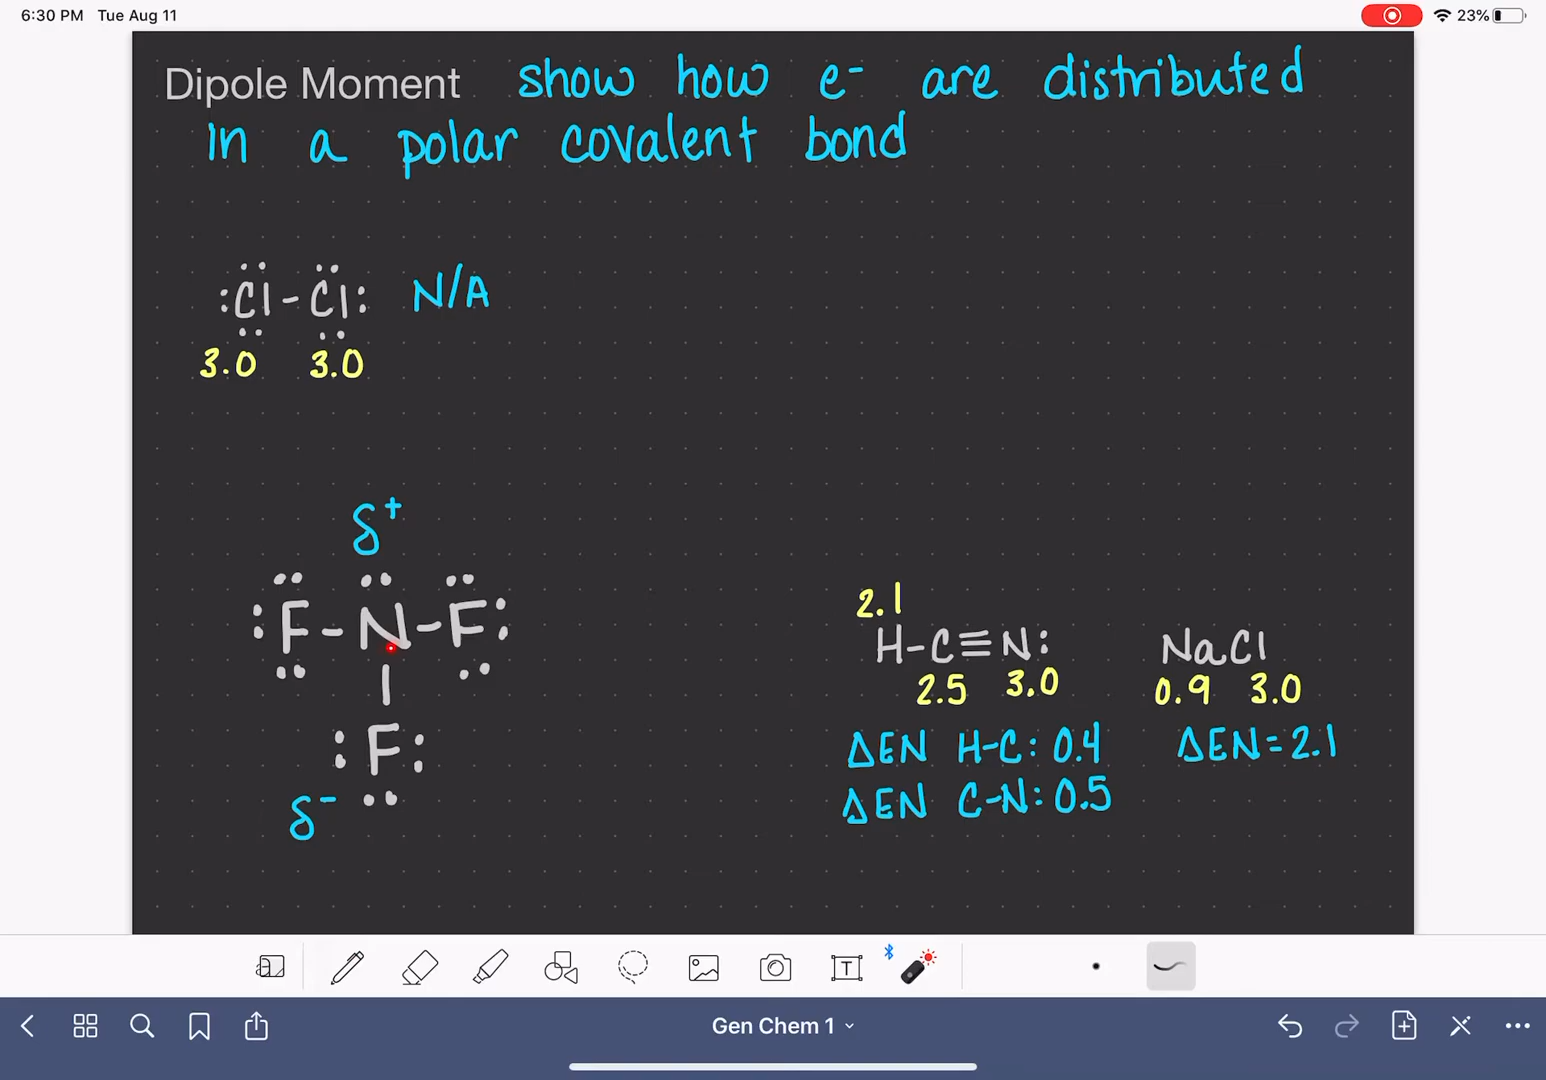 6:30 PM Tue Aug 11 23%
Dipole Moment show how e⁻ are distributed
in a polar covalent bond
:Cl-Cl: N/A
3.0 3.0
δ⁺
:F-N-F:
|
:F:
δ⁻
2.1
H-C≡N:
2.5 3.0
ΔEN H-C: 0.4
ΔEN C-N: 0.5
NaCl
0.9 3.0
ΔEN=2.1
T
Gen Chem 1